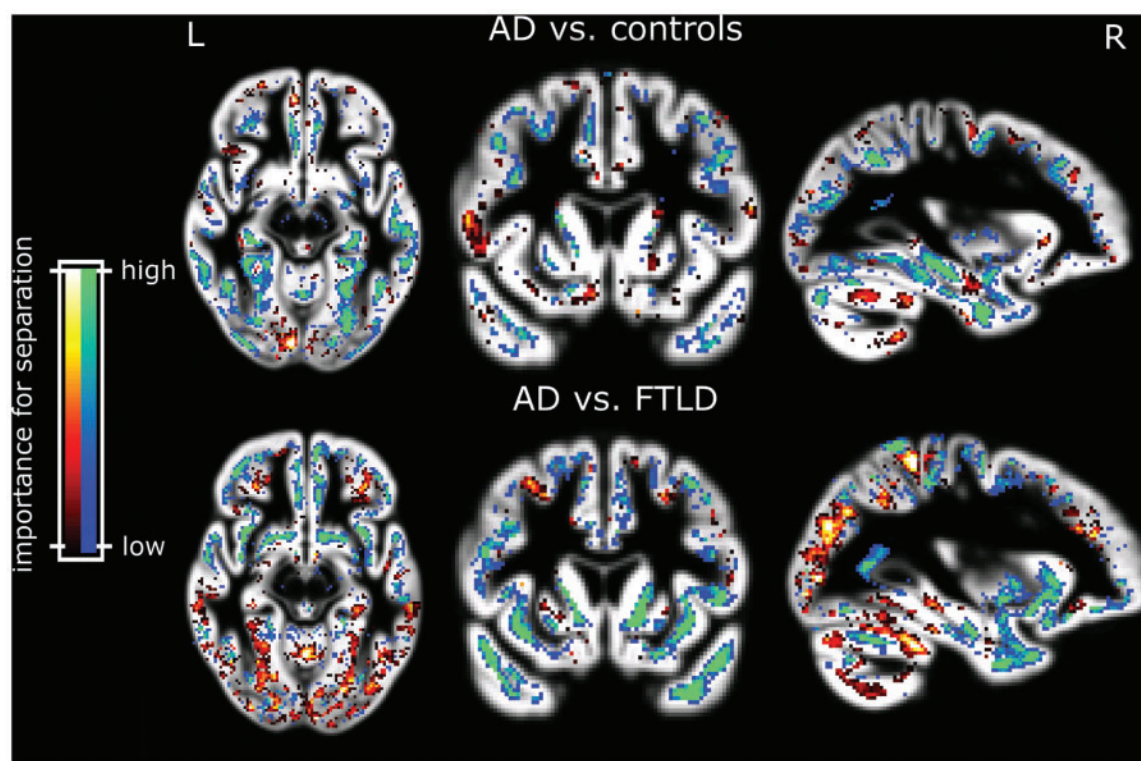 L
AD vs. controls
R
importance for separation
high
low
AD vs. FTLD